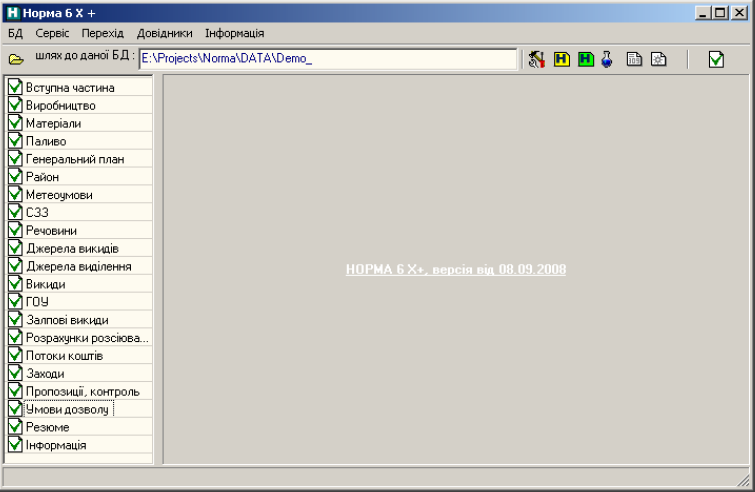 Норма 6 X +
БД Сервіс Перехід Довідники Інформація
шлях до даної БД : E:\Projects\Norma\DATA\Demo_
Вступна частина
Виробництво
Матеріали
Паливо
Генеральний план
Район
Метеоумови
СЗЗ
Речовини
Джерела викидів
Джерела виділення
Викиди
ГОУ
Залпові викиди
Розрахунки розсіюва...
Потоки коштів
Заходи
Пропозиції, контроль
Умови дозволу
Резюме
Інформація
НОРМА 6 X+, версія від 08.09.2008